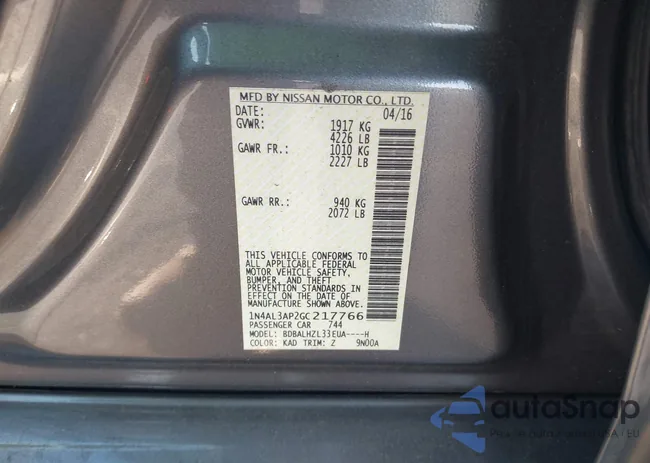 MFD BY NISSAN MOTOR CO., LTD.
DATE: 04/16
GVWR: 1917 KG
4226 LB
GAWR FR.: 1010 KG
2227 LB
GAWR RR.: 940 KG
2072 LB
THIS VEHICLE CONFORMS TO
ALL APPLICABLE FEDERAL
MOTOR VEHICLE SAFETY,
BUMPER, AND THEFT
PREVENTION STANDARDS IN
EFFECT ON THE DATE OF
MANUFACTURE SHOWN ABOVE.
1N4AL3AP2GC217766
PASSENGER CAR 744
MODEL: BDBALHZL33EUA----H
COLOR: KAD TRIM: Z 9N00A
autoSnap